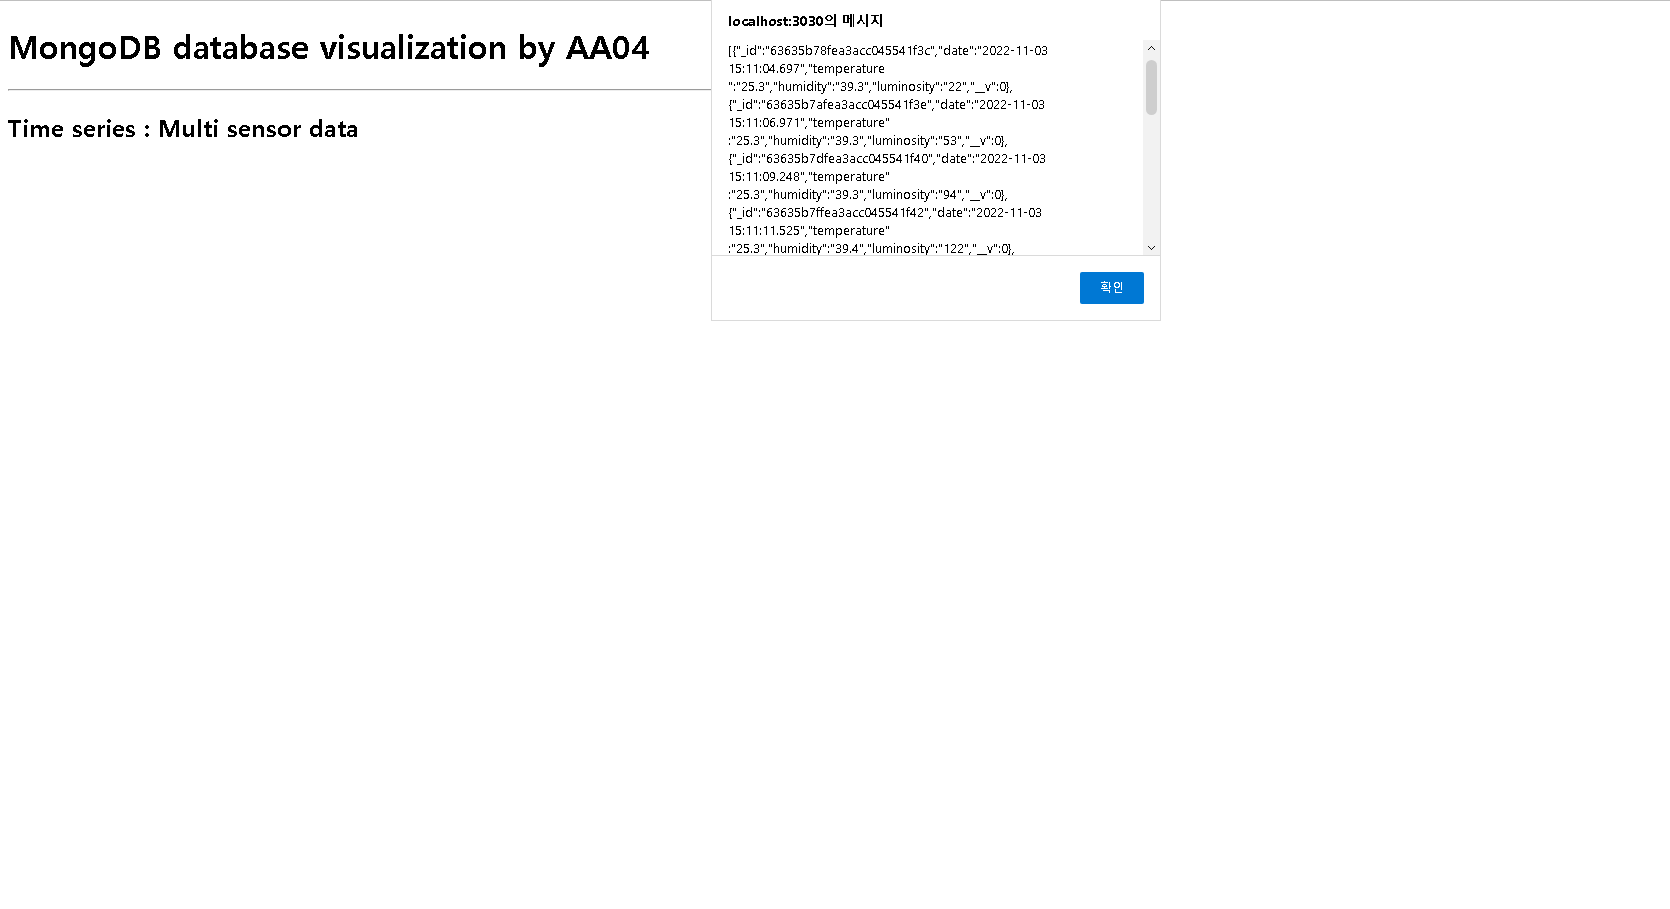 MongoDB database visualization by AA04
Time series : Multi sensor data
localhost:3030의 메시지
[{"_id":"63635b78fea3acc045541f3c","date":"2022-11-03
15:11:04.697","temperature
":"25.3","humidity":"39.3","luminosity":"22","__v":0},
{"_id":"63635b7afea3acc045541f3e","date":"2022-11-03
15:11:06.971","temperature"
:"25.3","humidity":"39.3","luminosity":"53","__v":0},
{"_id":"63635b7dfea3acc045541f40","date":"2022-11-03
15:11:09.248","temperature"
:"25.3","humidity":"39.3","luminosity":"94","__v":0},
{"_id":"63635b7ffea3acc045541f42","date":"2022-11-03
15:11:11.525","temperature"
:"25.3","humidity":"39.4","luminosity":"122","__v":0},
확인